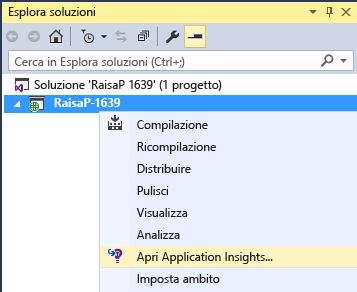 Esplora soluzioni
Cerca in Esplora soluzioni (Ctrl+;)
Soluzione 'RaisaP 1639' (1 progetto)
RaisaP-1639
Compilazione
Ricompilazione
Distribuire
Pulisci
Visualizza
Analizza
Apri Application Insights...
Imposta ambito